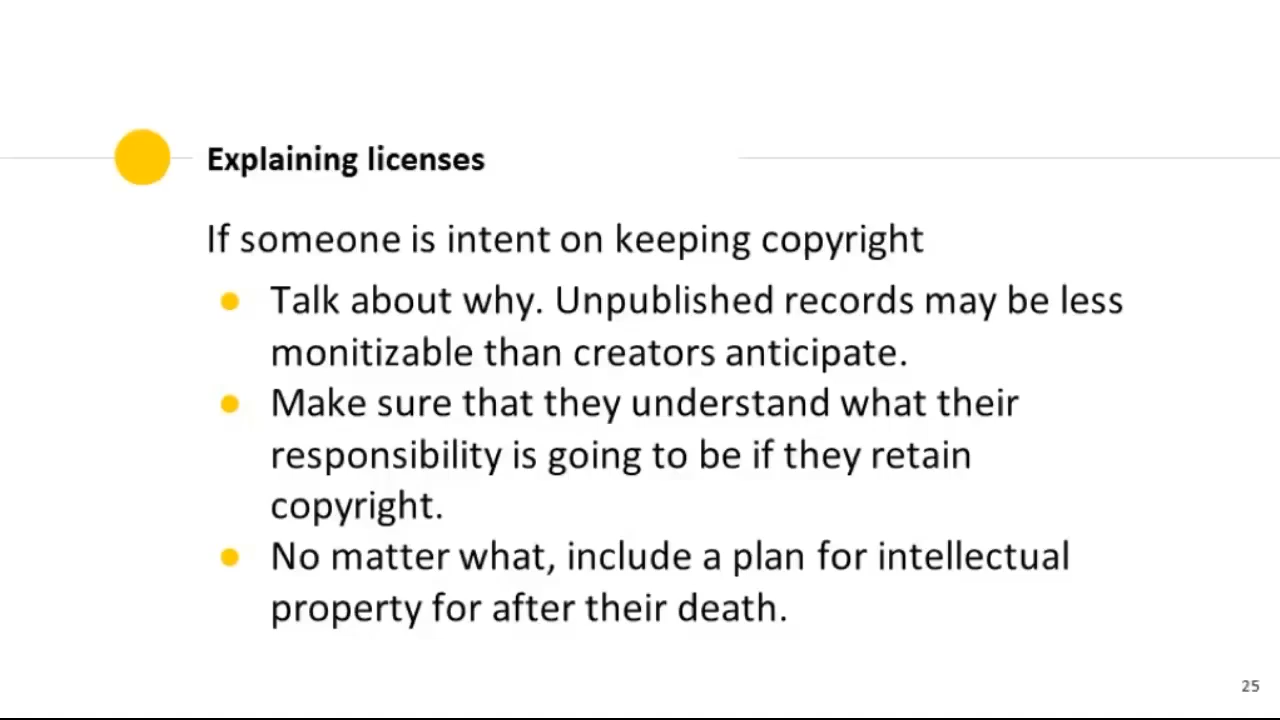 Explaining licenses
If someone is intent on keeping copyright
● Talk about why. Unpublished records may be less
monitizable than creators anticipate.
● Make sure that they understand what their
responsibility is going to be if they retain
copyright.
● No matter what, include a plan for intellectual
property for after their death.
25